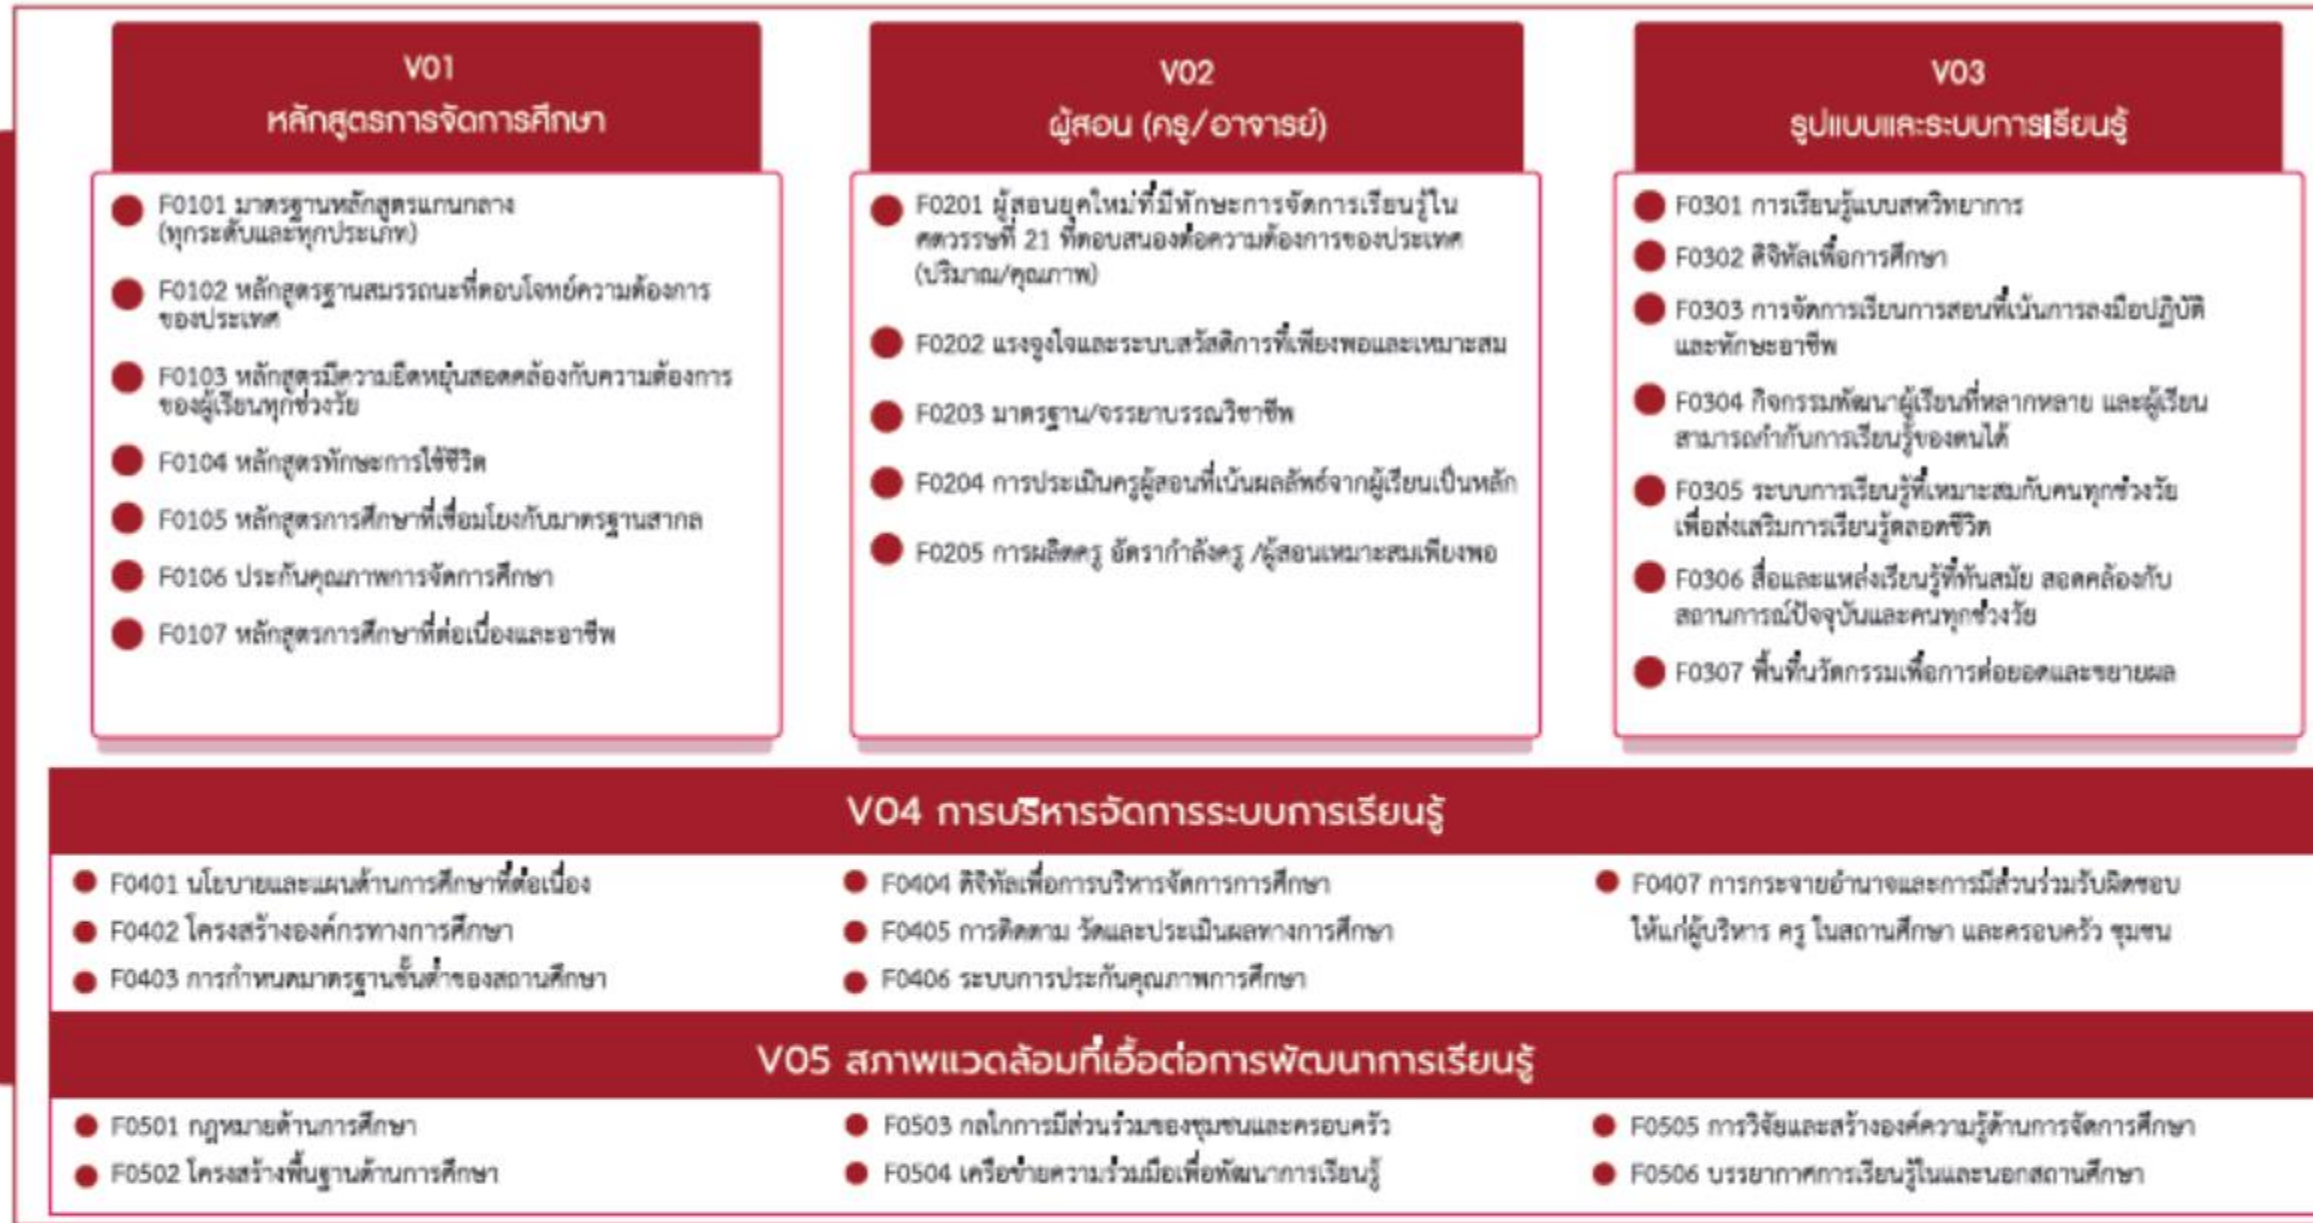 V01
หลักสูตรการจัดการศึกษา
F0101 มาตรฐานหลักสูตรแกนกลาง
(ทุกระดับและทุกประเภท)
F0102 หลักสูตรฐานสมรรถนะที่ตอบโจทย์ความต้องการ
ของประเทศ
F0103 หลักสูตรมีความยืดหยุ่นสอดคล้องกับความต้องการ
ของผู้เรียนทุกช่วงวัย
F0104 หลักสูตรทักษะการใช้ชีวิต
F0105 หลักสูตรการศึกษาที่เชื่อมโยงกับมาตรฐานสากล
F0106 ประกันคุณภาพการจัดการศึกษา
F0107 หลักสูตรการศึกษาที่ต่อเนื่องและอาชีพ
V02
ผู้สอน (ครู/อาจารย์)
F0201 ผู้สอนยุคใหม่ที่มีทักษะการจัดการเรียนรู้ใน
ศตวรรษที่ 21 ที่ตอบสนองต่อความต้องการของประเทศ
(ปริมาณ/คุณภาพ)
F0202 แรงจูงใจและระบบสวัสดิการที่เพียงพอและเหมาะสม
F0203 มาตรฐาน/จรรยาบรรณวิชาชีพ
F0204 การประเมินครูผู้สอนที่เน้นผลลัพธ์จากผู้เรียนเป็นหลัก
F0205 การผลิตครู อัตรากำลังครู /ผู้สอนเหมาะสมเพียงพอ
V03
รูปแบบและระบบการเรียนรู้
F0301 การเรียนรู้แบบสหวิทยาการ
F0302 ดิจิทัลเพื่อการศึกษา
F0303 การจัดการเรียนการสอนที่เน้นการลงมือปฏิบัติ
และทักษะอาชีพ
F0304 กิจกรรมพัฒนาผู้เรียนที่หลากหลาย และผู้เรียน
สามารถกำกับการเรียนรู้ของตนได้
F0305 ระบบการเรียนรู้ที่เหมาะสมกับคนทุกช่วงวัย
เพื่อส่งเสริมการเรียนรู้ตลอดชีวิต
F0306 สื่อและแหล่งเรียนรู้ที่ทันสมัย สอดคล้องกับ
สถานการณ์ปัจจุบันและคนทุกช่วงวัย
F0307 พื้นที่นวัตกรรมเพื่อการต่อยอดและขยายผล
V04 การบริหารจัดการระบบการเรียนรู้
F0401 นโยบายและแผนด้านการศึกษาที่ต่อเนื่อง
F0402 โครงสร้างองค์กรทางการศึกษา
F0403 การกำหนดมาตรฐานขั้นต่ำของสถานศึกษา
F0404 ดิจิทัลเพื่อการบริหารจัดการการศึกษา
F0405 การติดตาม วัดและประเมินผลทางการศึกษา
F0406 ระบบการประกันคุณภาพการศึกษา
F0407 การกระจายอำนาจและการมีส่วนร่วมรับผิดชอบ
ให้แก่ผู้บริหาร ครู ในสถานศึกษา และครอบครัว ชุมชน
V05 สภาพแวดล้อมที่เอื้อต่อการพัฒนาการเรียนรู้
F0501 กฎหมายด้านการศึกษา
F0502 โครงสร้างพื้นฐานด้านการศึกษา
F0503 กลไกการมีส่วนร่วมของชุมชนและครอบครัว
F0504 เครือข่ายความร่วมมือเพื่อพัฒนาการเรียนรู้
F0505 การวิจัยและสร้างองค์ความรู้ด้านการจัดการศึกษา
F0506 บรรยากาศการเรียนรู้ในและนอกสถานศึกษา